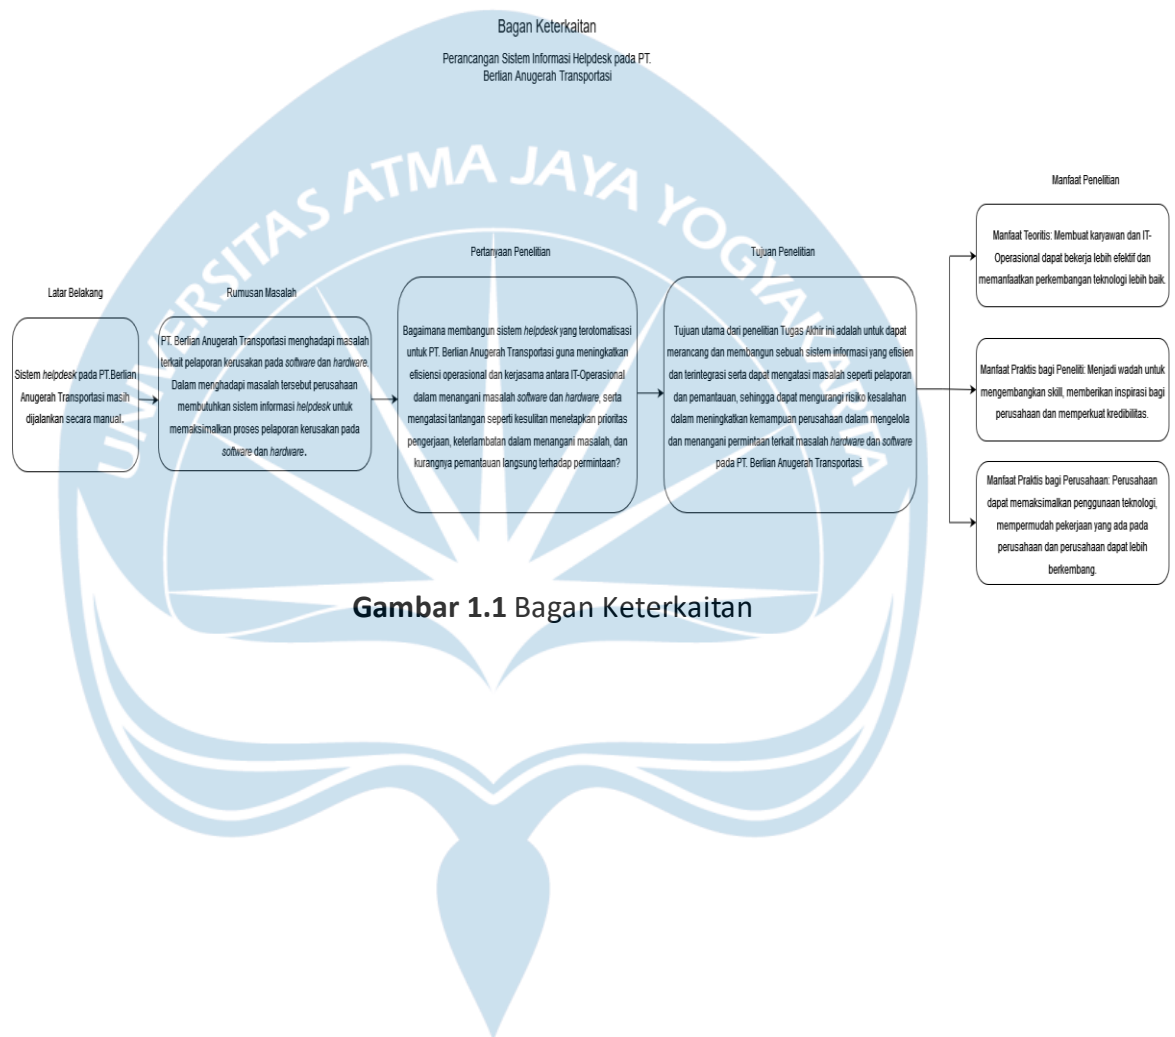 Bagan Keterkaitan
Perancangan Sistem Informasi Helpdesk pada PT.
Berlian Anugerah Transportasi
UNIVERSITAS ATMA JAYA YOGYAKARTA
Latar Belakang
Sistem helpdesk pada PT.Berlian
Anugerah Transportasi masih
dijalankan secara manual.
Rumusan Masalah
PT. Berlian Anugerah Transportasi menghadapi masalah
terkait pelaporan kerusakan pada software dan hardware.
Dalam menghadapi masalah tersebut perusahaan
membutuhkan sistem informasi helpdesk untuk
memaksimalkan proses pelaporan kerusakan pada
software dan hardware.
Pertanyaan Penelitian
Bagaimana membangun sistem helpdesk yang terotomatisasi
untuk PT. Berlian Anugerah Transportasi guna meningkatkan
efisiensi operasional dan kerjasama antara IT-Operasional
dalam menangani masalah software dan hardware, serta
mengatasi tantangan seperti kesulitan menetapkan prioritas
pengerjaan, keterlambatan dalam menangani masalah, dan
kurangnya pemantauan langsung terhadap permintaan?
Tujuan Penelitian
Tujuan utama dari penelitian Tugas Akhir ini adalah untuk dapat
merancang dan membangun sebuah sistem informasi yang efisien
dan terintegrasi serta dapat mengatasi masalah seperti pelaporan
dan pemantauan, sehingga dapat mengurangi risiko kesalahan
dalam meningkatkan kemampuan perusahaan dalam mengelola
dan menangani permintaan terkait masalah hardware dan software
pada PT. Berlian Anugerah Transportasi.
Manfaat Penelitian
Manfaat Teoritis: Membuat karyawan dan IT-
Operasional dapat bekerja lebih efektif dan
memanfaatkan perkembangan teknologi lebih baik.
Manfaat Praktis bagi Peneliti: Menjadi wadah untuk
mengembangkan skill, memberikan inspirasi bagi
perusahaan dan memperkuat kredibilitas.
Manfaat Praktis bagi Perusahaan: Perusahaan
dapat memaksimalkan penggunaan teknologi,
mempermudah pekerjaan yang ada pada
perusahaan dan perusahaan dapat lebih
berkembang.
Gambar 1.1 Bagan Keterkaitan